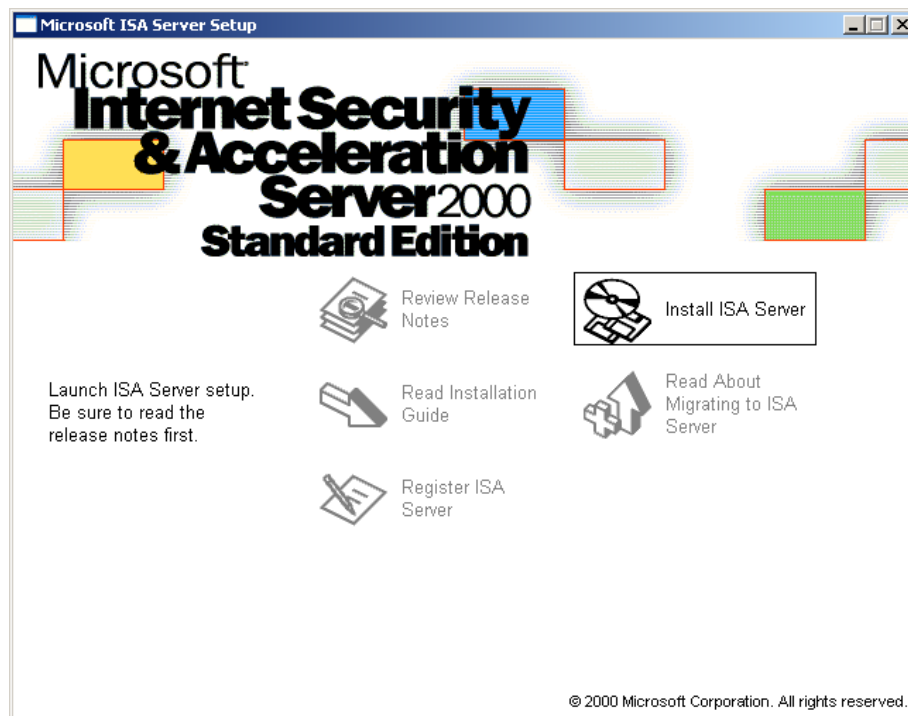 Microsoft ISA Server Setup
Microsoft
Internet Security
& Acceleration
Server 2000
Standard Edition
Review Release
Notes
Install ISA Server
Launch ISA Server setup.
Be sure to read the
release notes first.
Read Installation
Guide
Read About
Migrating to ISA
Server
Register ISA
Server
© 2000 Microsoft Corporation. All rights reserved.